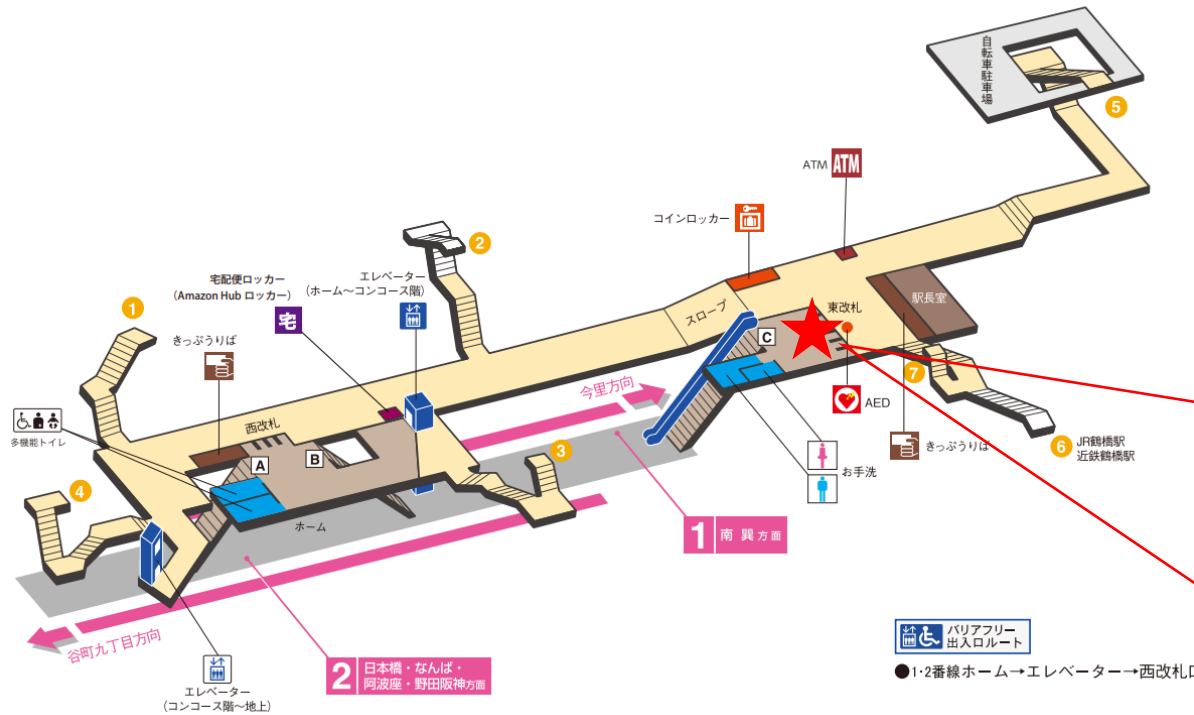 自転車駐車場
5
ATM ATM
コインロッカー
2
宅配便ロッカー
(Amazon Hub ロッカー)
宅
エレベーター
(ホーム～コンコース階)
1
きっぷうりば
スロープ
東改札
駅長室
C
7
今里方向
AED
多機能トイレ
西改札
A
B
きっぷうりば
6
JR鶴橋駅
近鉄鶴橋駅
お手洗
3
4
ホーム
1 南巽方面
谷町九丁目方向
2 日本橋・なんば・
阿波座・野田阪神方面
エレベーター
(コンコース階～地上)
バリアフリー
出入口ルート
●1・2番線ホーム→エレベーター→西改札口